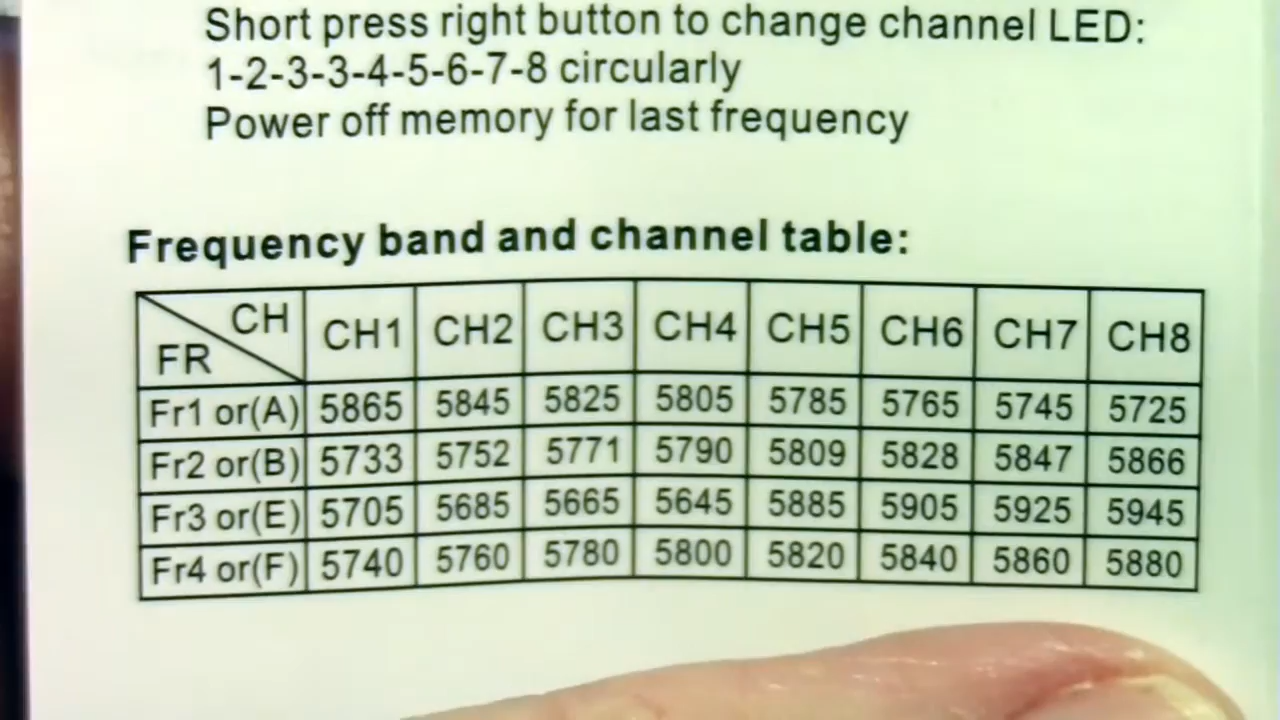 Short press right button to change channel LED:
1-2-3-3-4-5-6-7-8 circularly
Power off memory for last frequency
Frequency band and channel table:
CH FR CH1 CH2 CH3 CH4 CH5 CH6 CH7 CH8
Fr1 or(A) 5865 5845 5825 5805 5785 5765 5745 5725
Fr2 or(B) 5733 5752 5771 5790 5809 5828 5847 5866
Fr3 or(E) 5705 5685 5665 5645 5885 5905 5925 5945
Fr4 or(F) 5740 5760 5780 5800 5820 5840 5860 5880